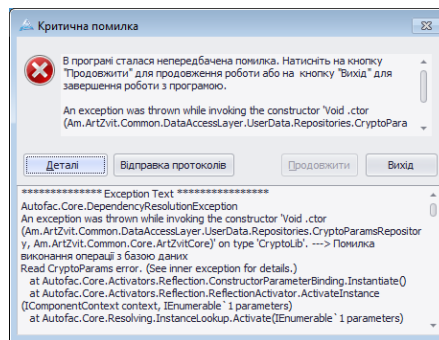 Критична помилка
В програні сталася непередбачена помилка. Натисніть на кнопку
"Продовжити" для продовження роботи або на кнопку "Вихід" для
завершення роботи з програмою.
An exception was thrown while invoking the constructor 'Void .ctor
(Am.ArtZvit.Common.DataAccessLayer.UserData.Repositories.CryptoPara
Деталі
Відправка протоколів
Продовжити
Вихід
************** Exception Text ****************
Autofac.Core.DependencyResolutionException
An exception was thrown while invoking the constructor 'Void .ctor
(Am.ArtZvit.Common.DataAccessLayer.UserData.Repositories.CryptoParamsRepositor
y, Am.ArtZvit.Common.Core.ArtZvitCore)' on type 'CryptoLib'. ---> Помилка
виконання операції з базою даних
Read CryptoParams error. (See inner exception for details.)
at Autofac.Core.Activators.Reflection.ConstructorParameterBinding.Instantiate()
at Autofac.Core.Activators.Reflection.ReflectionActivator.ActivateInstance
(IComponentContext context, IEnumerable`1 parameters)
at Autofac.Core.Resolving.InstanceLookup.Activate(IEnumerable`1 parameters)